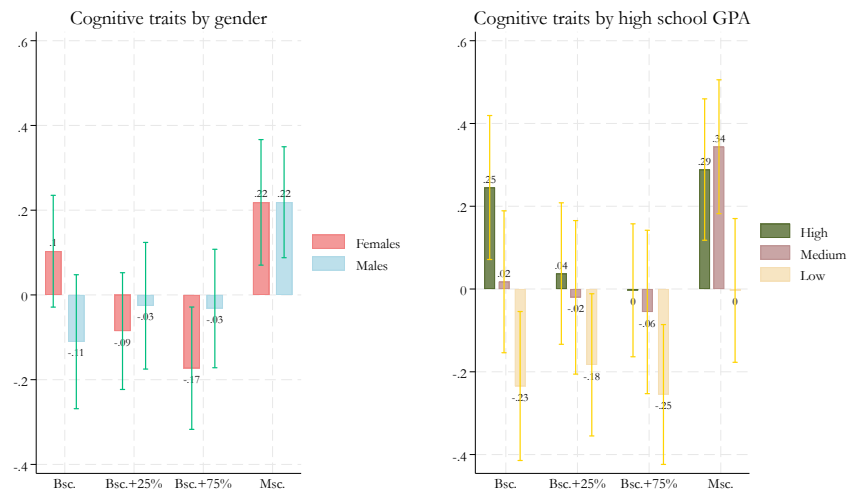 Cognitive traits by gender
.6
.4
.2
0
-.2
-.4
.1
-.11
-.09
-.03
-.17
-.03
.22
.22
Bsc.
Bsc.+25%
Bsc.+75%
Msc.
Females
Males
Cognitive traits by high school GPA
.6
.4
.2
0
-.2
-.4
.25
.02
-.23
.04
-.02
-.18
0
-.06
-.25
.29
.34
0
Bsc.
Bsc.+25%
Bsc.+75%
Msc.
High
Medium
Low